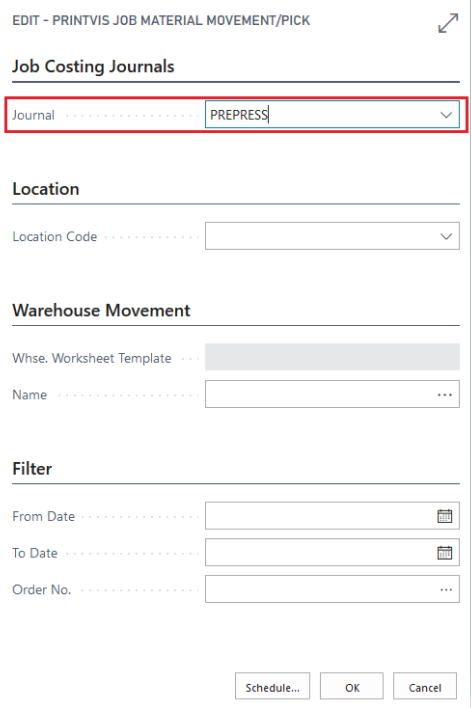 EDIT - PRINTVIS JOB MATERIAL MOVEMENT/PICK
Job Costing Journals
Journal PREPRESS
Location
Location Code
Warehouse Movement
Whse. Worksheet Template
Name
Filter
From Date
To Date
Order No.
Schedule... OK Cancel